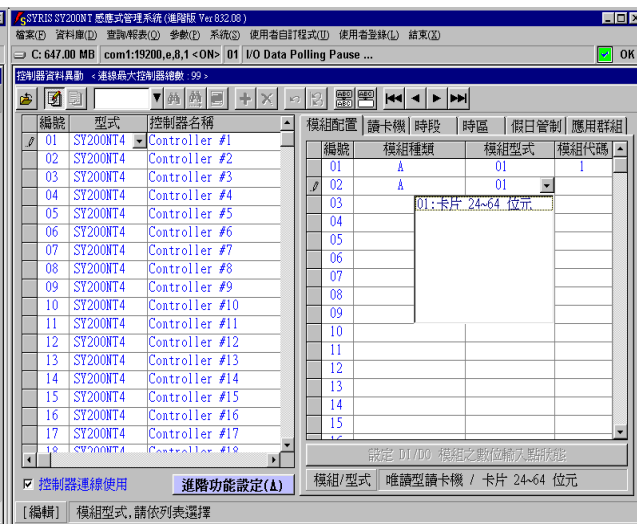 SYRIS SY200NT 感應式管理系統 (進階版 Ver 832.08)
檔案(F) 資料庫(D) 查詢/報表(Q) 參數(P) 系統(S) 使用者自訂程式(U) 使用者登錄(L) 結束(X)
C: 647.00 MB com1:19200,e,8,1 <ON> 01 I/O Data Polling Pause ... OK
控制器資料異動 < 連線最大控制器總數 : 99 >
編號 型式 控制器名稱
01 SY200NT4 Controller #1
02 SY200NT4 Controller #2
03 SY200NT4 Controller #3
04 SY200NT4 Controller #4
05 SY200NT4 Controller #5
06 SY200NT4 Controller #6
07 SY200NT4 Controller #7
08 SY200NT4 Controller #8
09 SY200NT4 Controller #9
10 SY200NT4 Controller #10
11 SY200NT4 Controller #11
12 SY200NT4 Controller #12
13 SY200NT4 Controller #13
14 SY200NT4 Controller #14
15 SY200NT4 Controller #15
16 SY200NT4 Controller #16
17 SY200NT4 Controller #17
18 SY200NT4 Controller #18
控制器連線使用 進階功能設定(A)
模組配置 讀卡機 時段 時區 假日管制 應用群組
編號 模組種類 模組型式 模組代碼
01 A 01 1
02 A 01
03 01:卡片 24~64 位元
04
05
06
07
08
09
10
11
12
13
14
15
16
設定 DI/DO 模組之數位輸入點狀態
模組/型式 唯讀型讀卡機 / 卡片 24~64 位元
[編輯] 模組型式,請依列表選擇